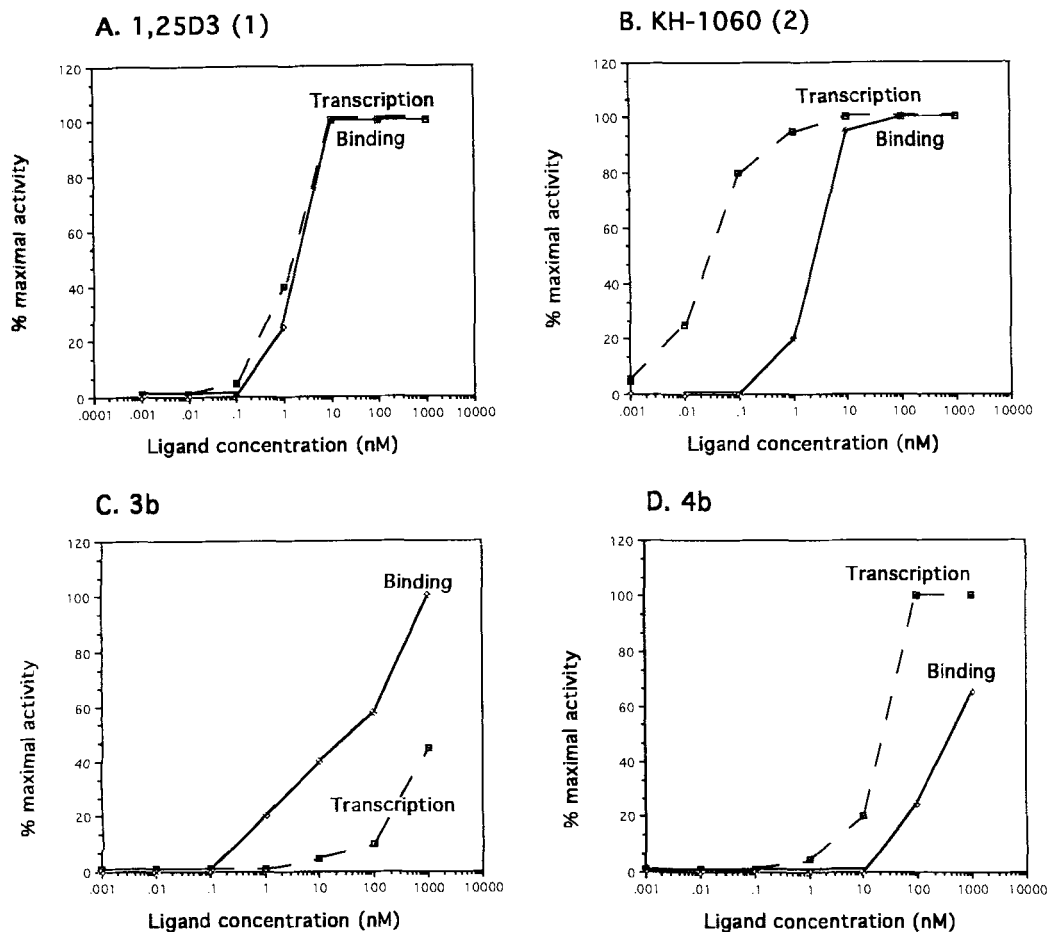 A. 1,25D3 (1)
120
100
80
60
40
20
0
% maximal activity
Transcription
Binding
.0001 .001 .01 .1 1 10 100 1000 10000
Ligand concentration (nM)
B. KH-1060 (2)
120
100
80
60
40
20
0
% maximal activity
Transcription
Binding
.001 .01 .1 1 10 100 1000 10000
Ligand concentration (nM)
C. 3b
120
100
80
60
40
20
0
% maximal activity
Binding
Transcription
.001 .01 .1 1 10 100 1000 10000
Ligand concentration (nM)
D. 4b
120
100
80
60
40
20
0
% maximal activity
Transcription
Binding
.001 .01 .1 1 10 100 1000 10000
Ligand concentration (nM)